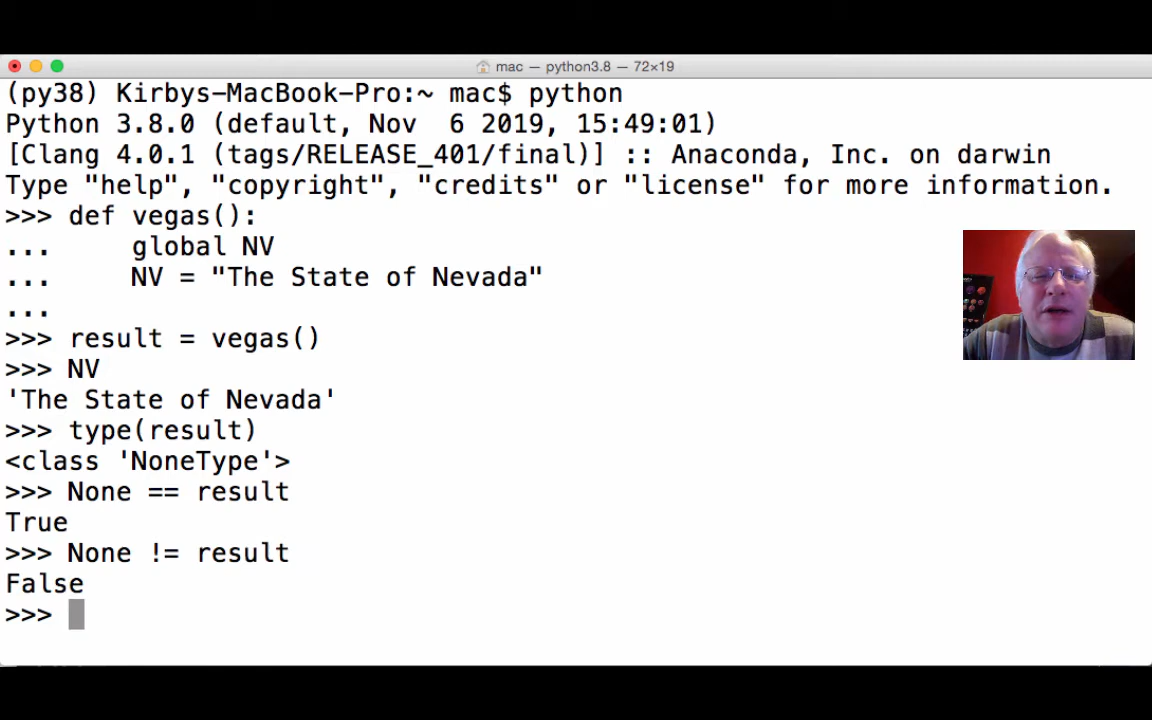 mac — python3.8 — 72×19
(py38) Kirbys-MacBook-Pro:~ mac$ python
Python 3.8.0 (default, Nov  6 2019, 15:49:01)
[Clang 4.0.1 (tags/RELEASE_401/final)] :: Anaconda, Inc. on darwin
Type "help", "copyright", "credits" or "license" for more information.
>>> def vegas():
...     global NV
...     NV = "The State of Nevada"
...
>>> result = vegas()
>>> NV
'The State of Nevada'
>>> type(result)
<class 'NoneType'>
>>> None == result
True
>>> None != result
False
>>>